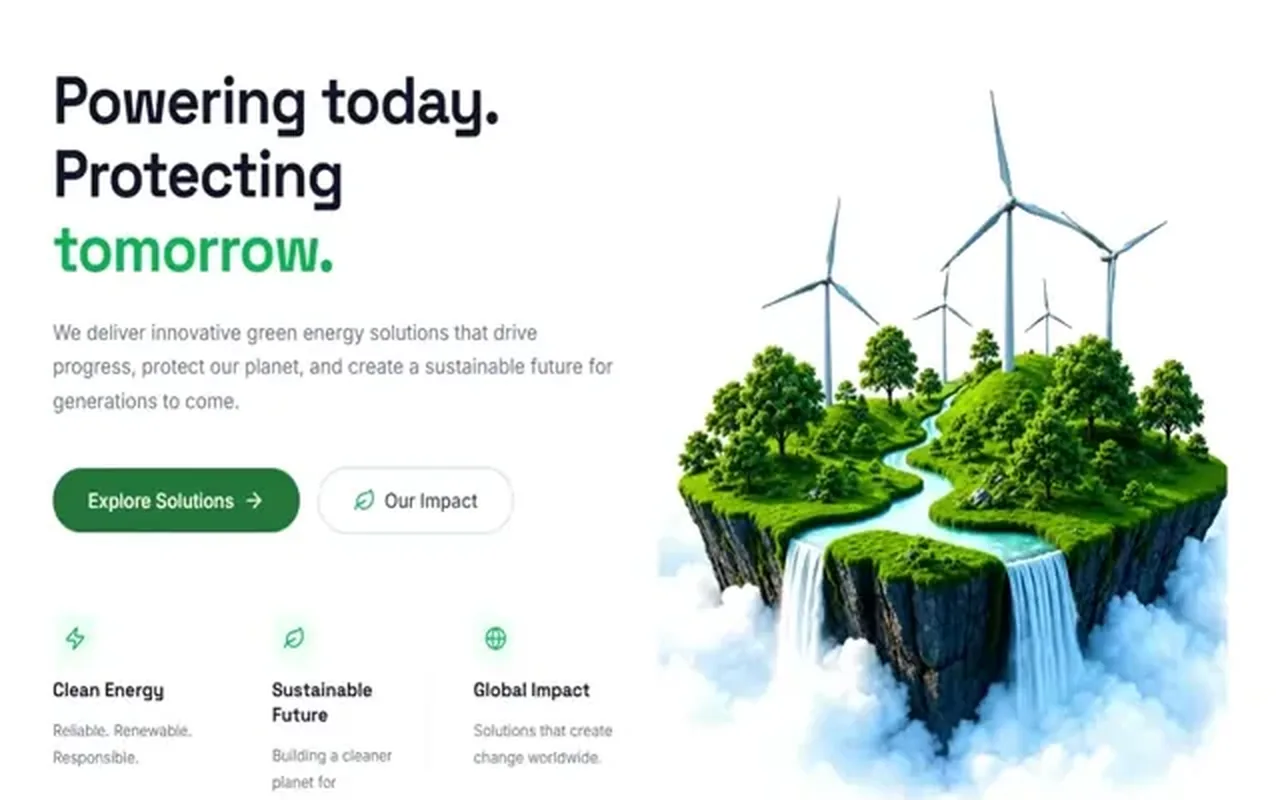 Powering today.
Protecting
tomorrow.
We deliver innovative green energy solutions that drive
progress, protect our planet, and create a sustainable future for
generations to come.
Explore Solutions →
Our Impact
Clean Energy
Reliable. Renewable.
Responsible.
Sustainable
Future
Building a cleaner
planet for
Global Impact
Solutions that create
change worldwide.